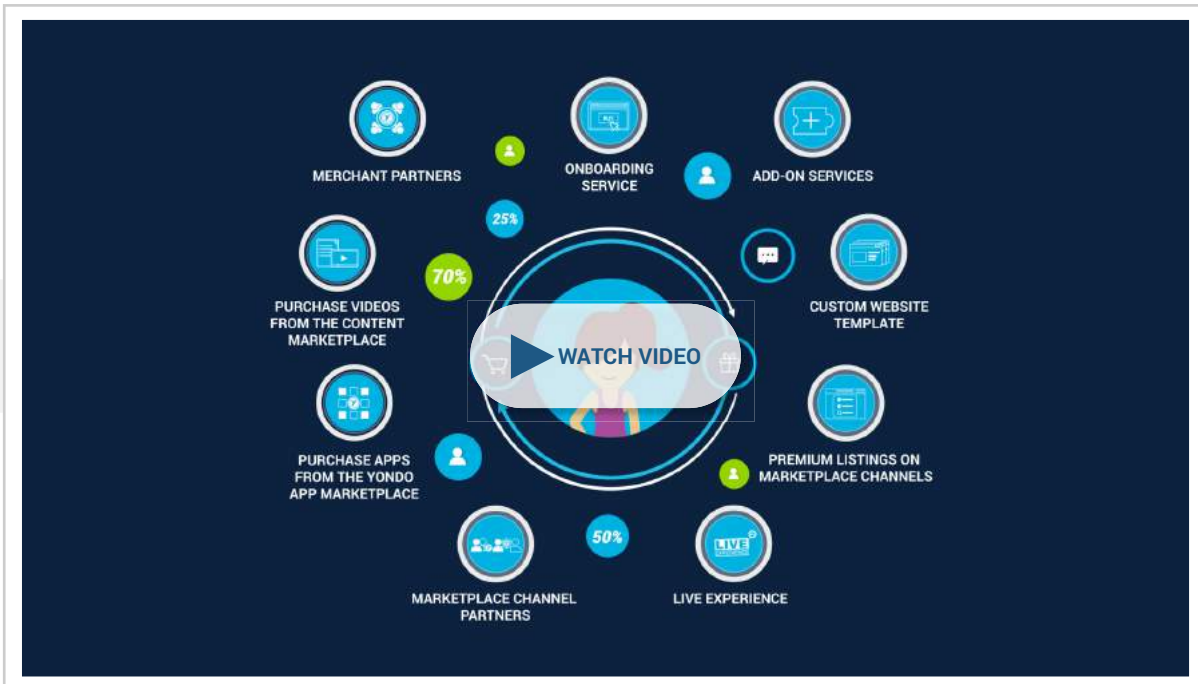 MERCHANT PARTNERS
ONBOARDING
SERVICE
ADD-ON SERVICES
25%
70%
PURCHASE VIDEOS
FROM THE CONTENT
MARKETPLACE
CUSTOM WEBSITE
TEMPLATE
WATCH VIDEO
PURCHASE APPS
FROM THE YONDO
APP MARKETPLACE
PREMIUM LISTINGS ON
MARKETPLACE CHANNELS
50%
LIVE
MARKETPLACE CHANNEL
PARTNERS
LIVE EXPERIENCE